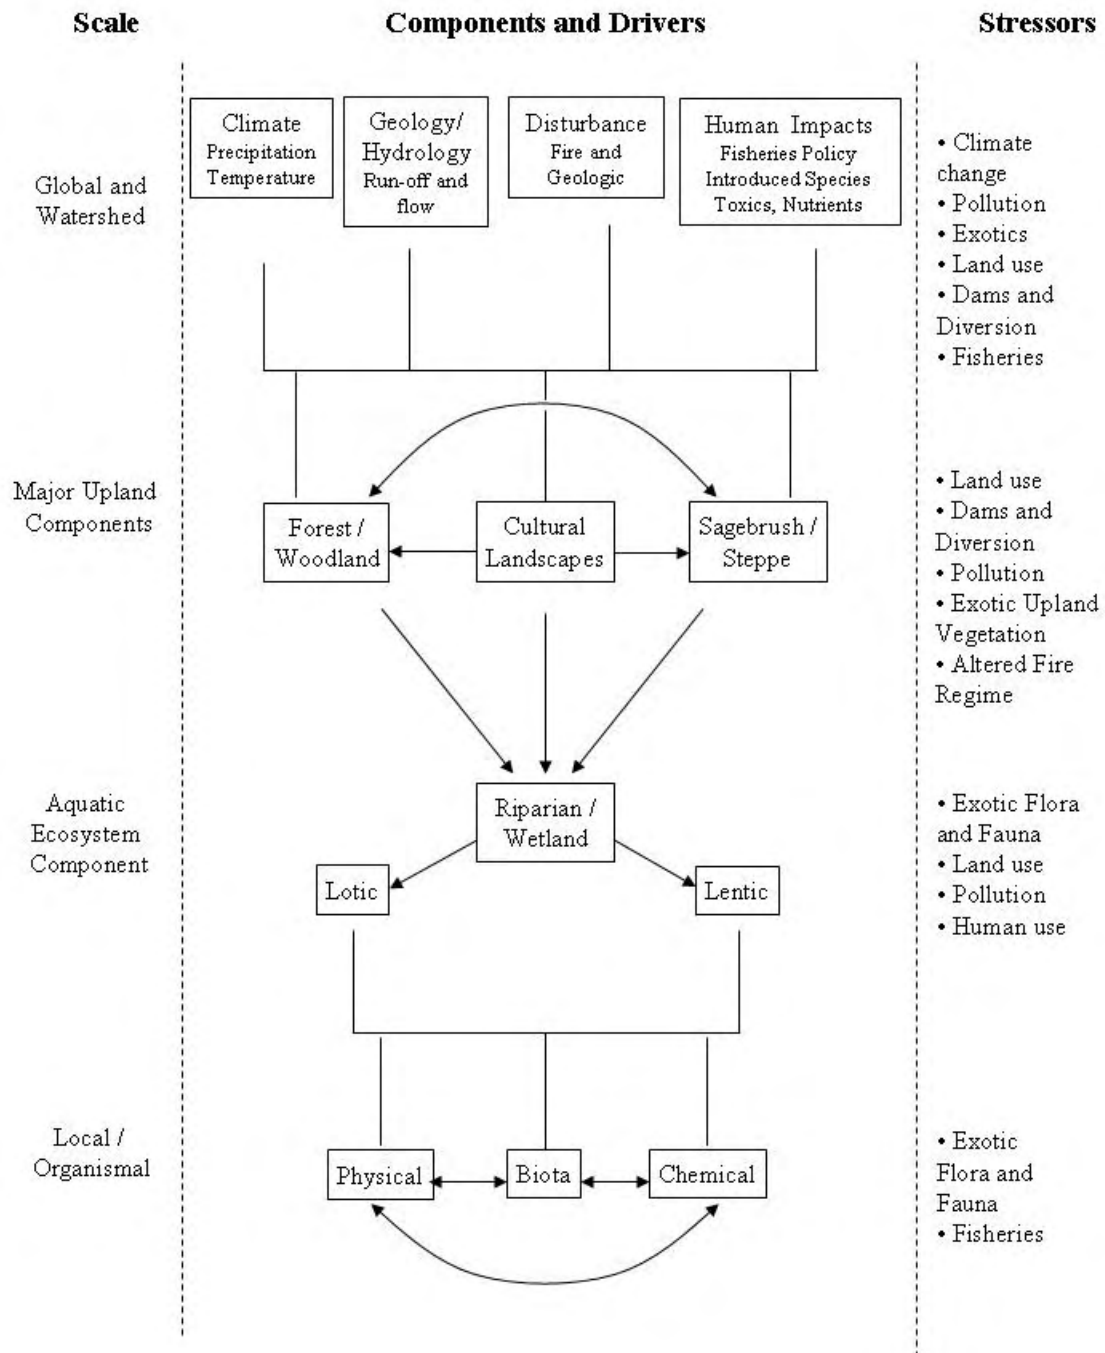 Scale
Components and Drivers
Stressors
Global and
Watershed
Climate
Precipitation
Temperature
Geology/
Hydrology
Run-off and
flow
Disturbance
Fire and
Geologic
Human Impacts
Fisheries Policy
Introduced Species
Toxics, Nutrients
• Climate
change
• Pollution
• Exotics
• Land use
• Dams and
Diversion
• Fisheries
Major Upland
Components
Forest /
Woodland
Cultural
Landscapes
Sagebrush /
Steppe
• Land use
• Dams and
Diversion
• Pollution
• Exotic Upland
Vegetation
• Altered Fire
Regime
Aquatic
Ecosystem
Component
Riparian /
Wetland
Lotic
Lentic
• Exotic Flora
and Fauna
• Land use
• Pollution
• Human use
Local /
Organismal
Physical
Biota
Chemical
• Exotic
Flora and
Fauna
• Fisheries